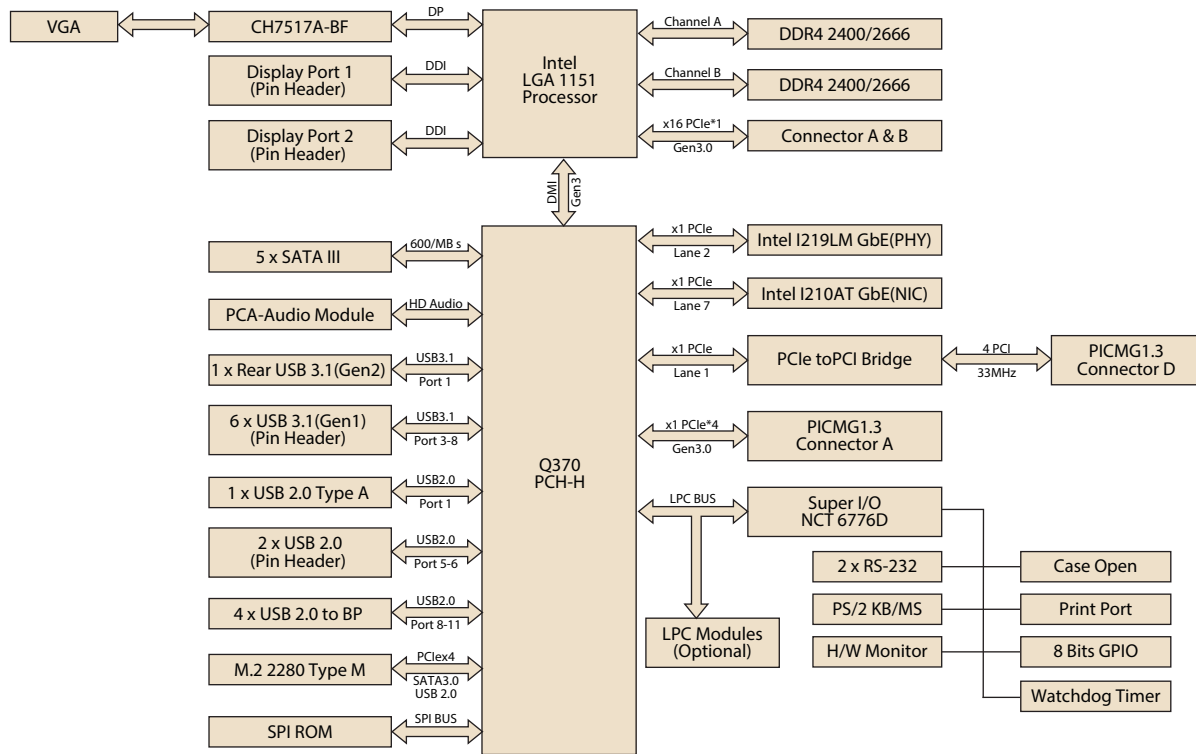 VGA
CH7517A-BF
DP
Intel
LGA 1151
Processor
Channel A
DDR4 2400/2666
Display Port 1
(Pin Header)
DDI
Channel B
DDR4 2400/2666
Display Port 2
(Pin Header)
DDI
x16 PCIe*1
Gen3.0
Connector A & B
DMI
Gen3
Q370
PCH-H
5 x SATA III
600/MB s
PCA-Audio Module
HD Audio
1 x Rear USB 3.1(Gen2)
USB3.1
Port 1
6 x USB 3.1(Gen1)
(Pin Header)
USB3.1
Port 3-8
1 x USB 2.0 Type A
USB2.0
Port 1
2 x USB 2.0
(Pin Header)
USB2.0
Port 5-6
4 x USB 2.0 to BP
USB2.0
Port 8-11
M.2 2280 Type M
PCIex4
SATA3.0
USB 2.0
SPI ROM
SPI BUS
x1 PCIe
Lane 2
Intel I219LM GbE(PHY)
x1 PCIe
Lane 7
Intel I210AT GbE(NIC)
x1 PCIe
Lane 1
PCIe toPCI Bridge
4 PCI
33MHz
PICMG1.3
Connector D
x1 PCIe*4
Gen3.0
PICMG1.3
Connector A
LPC BUS
Super I/O
NCT 6776D
LPC Modules
(Optional)
2 x RS-232
Case Open
PS/2 KB/MS
Print Port
H/W Monitor
8 Bits GPIO
Watchdog Timer